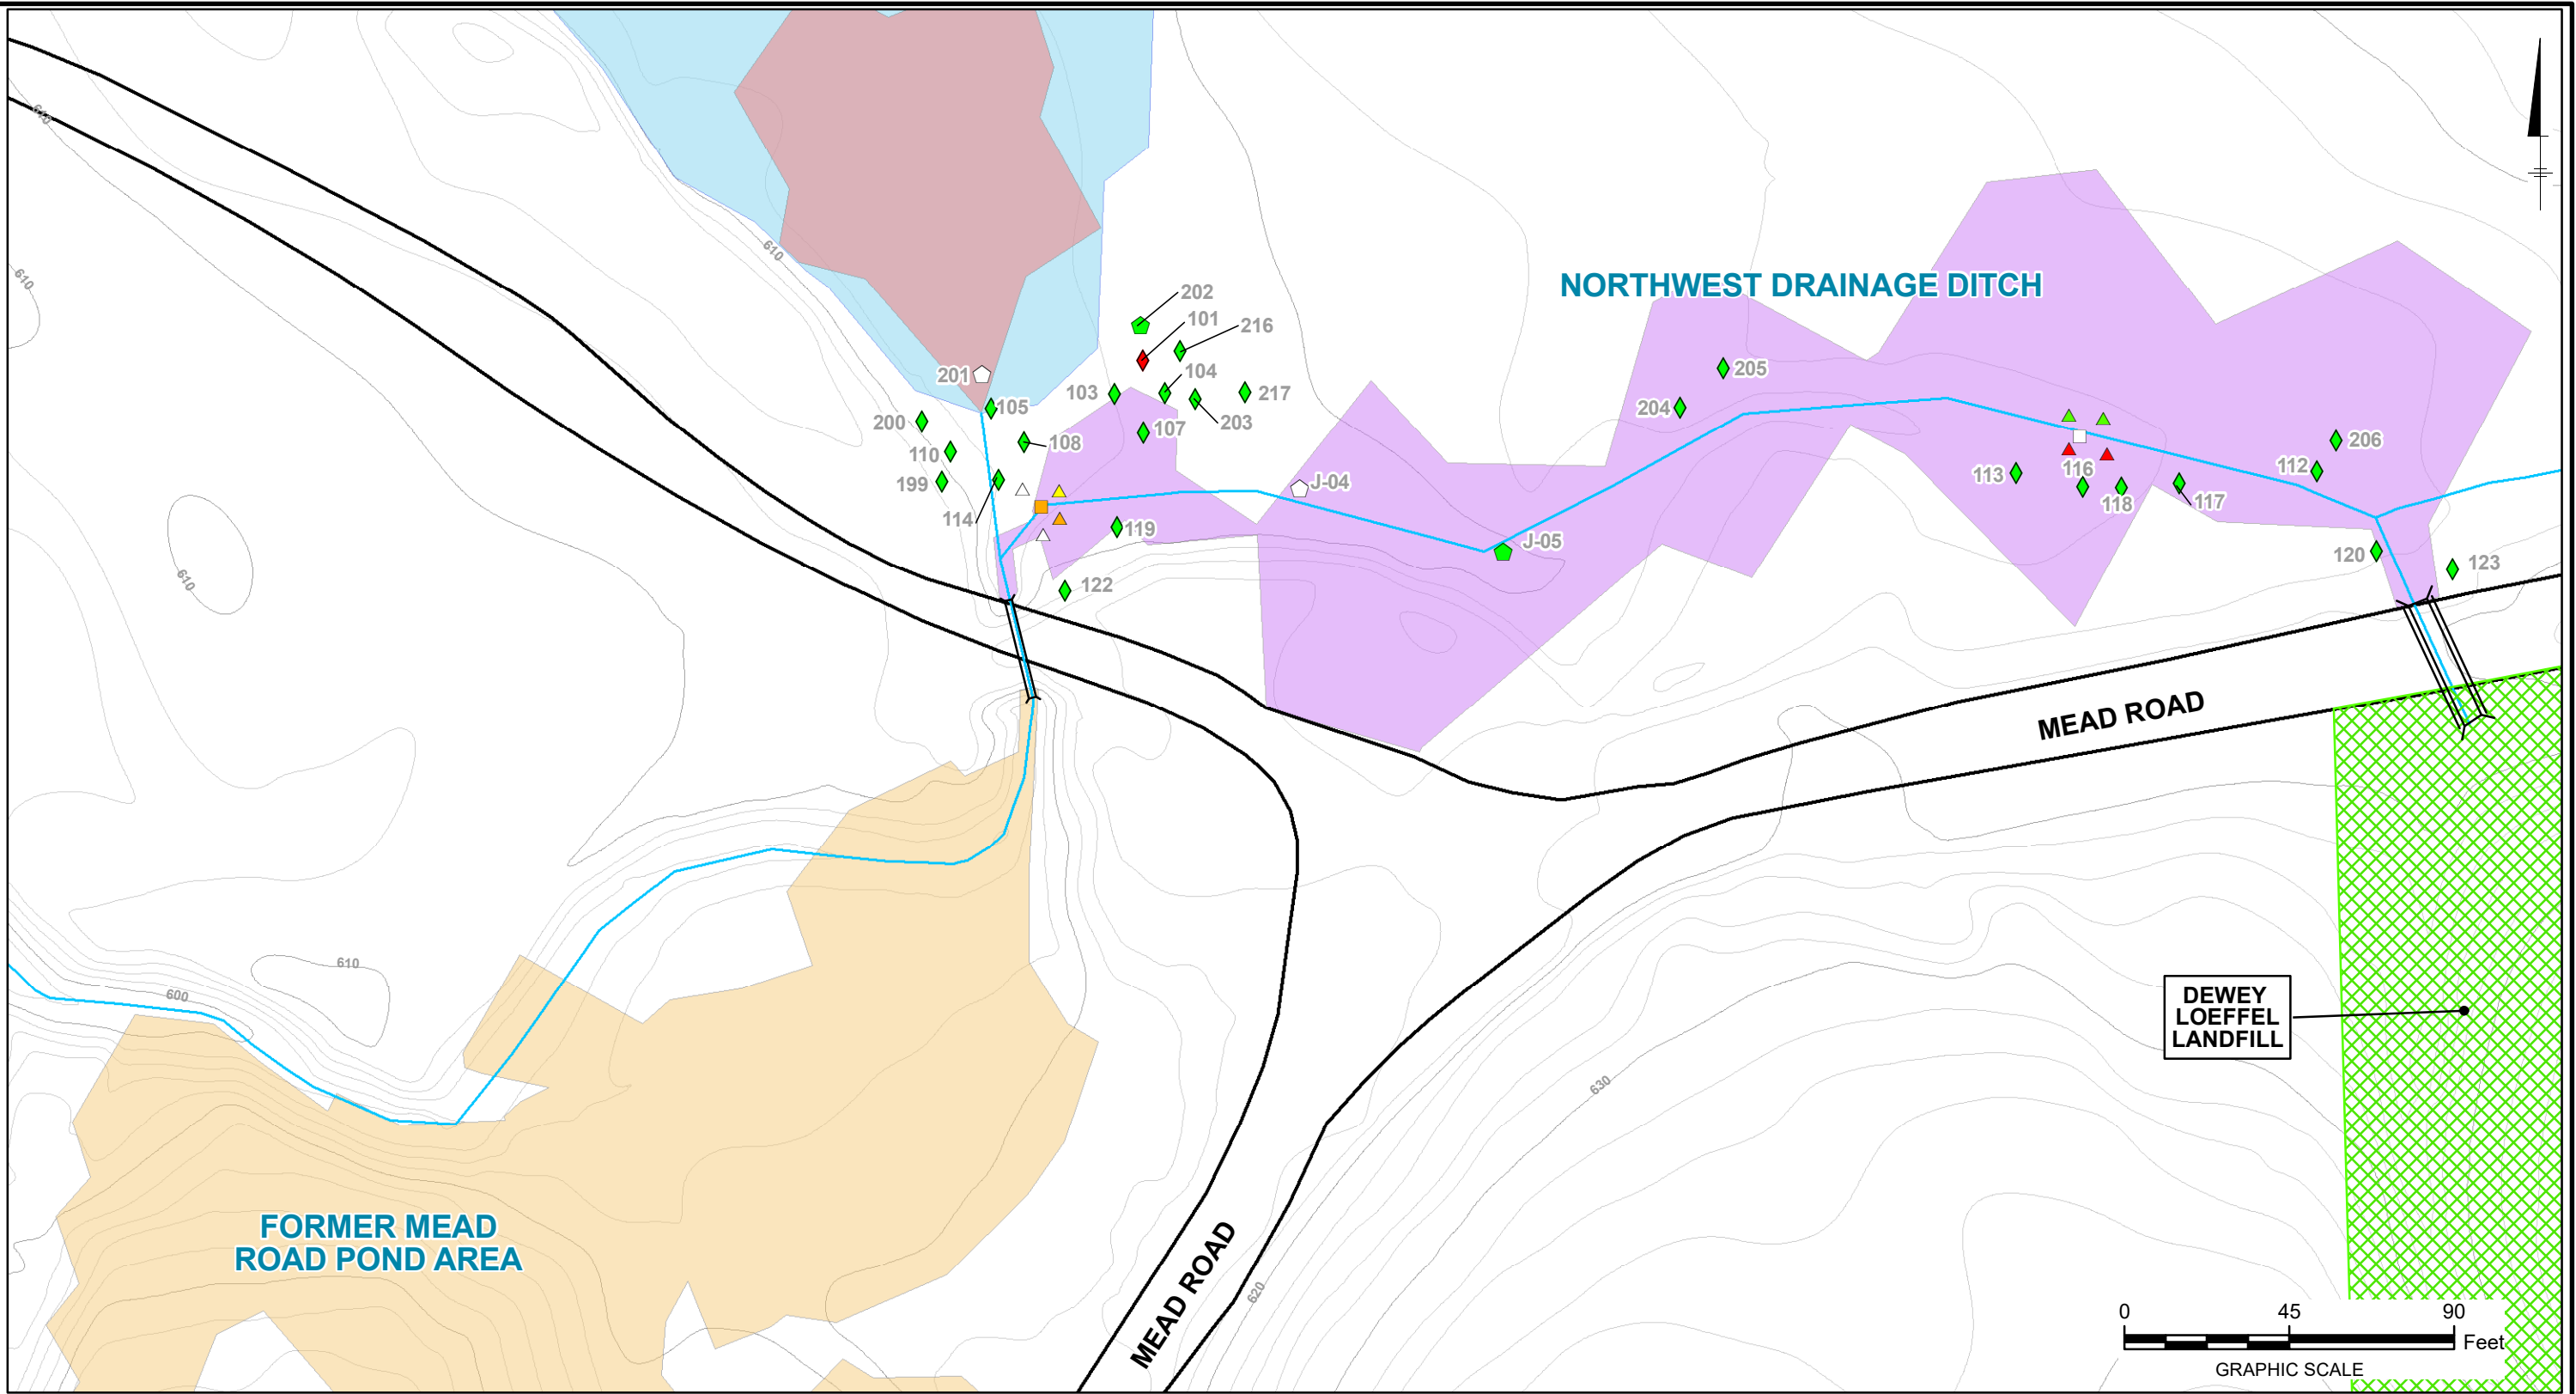 610
610
610
610
NORTHWEST DRAINAGE DITCH
202
101
216
201
103
104
217
105
203
200
108
107
110
199
114
119
122
J-04
J-05
205
204
113
116
118
117
112
206
120
123
MEAD ROAD
610
600
DEWEY
LOEFFEL
LANDFILL
630
FORMER MEAD
ROAD POND AREA
MEAD ROAD
620
0 45 90
Feet
GRAPHIC SCALE